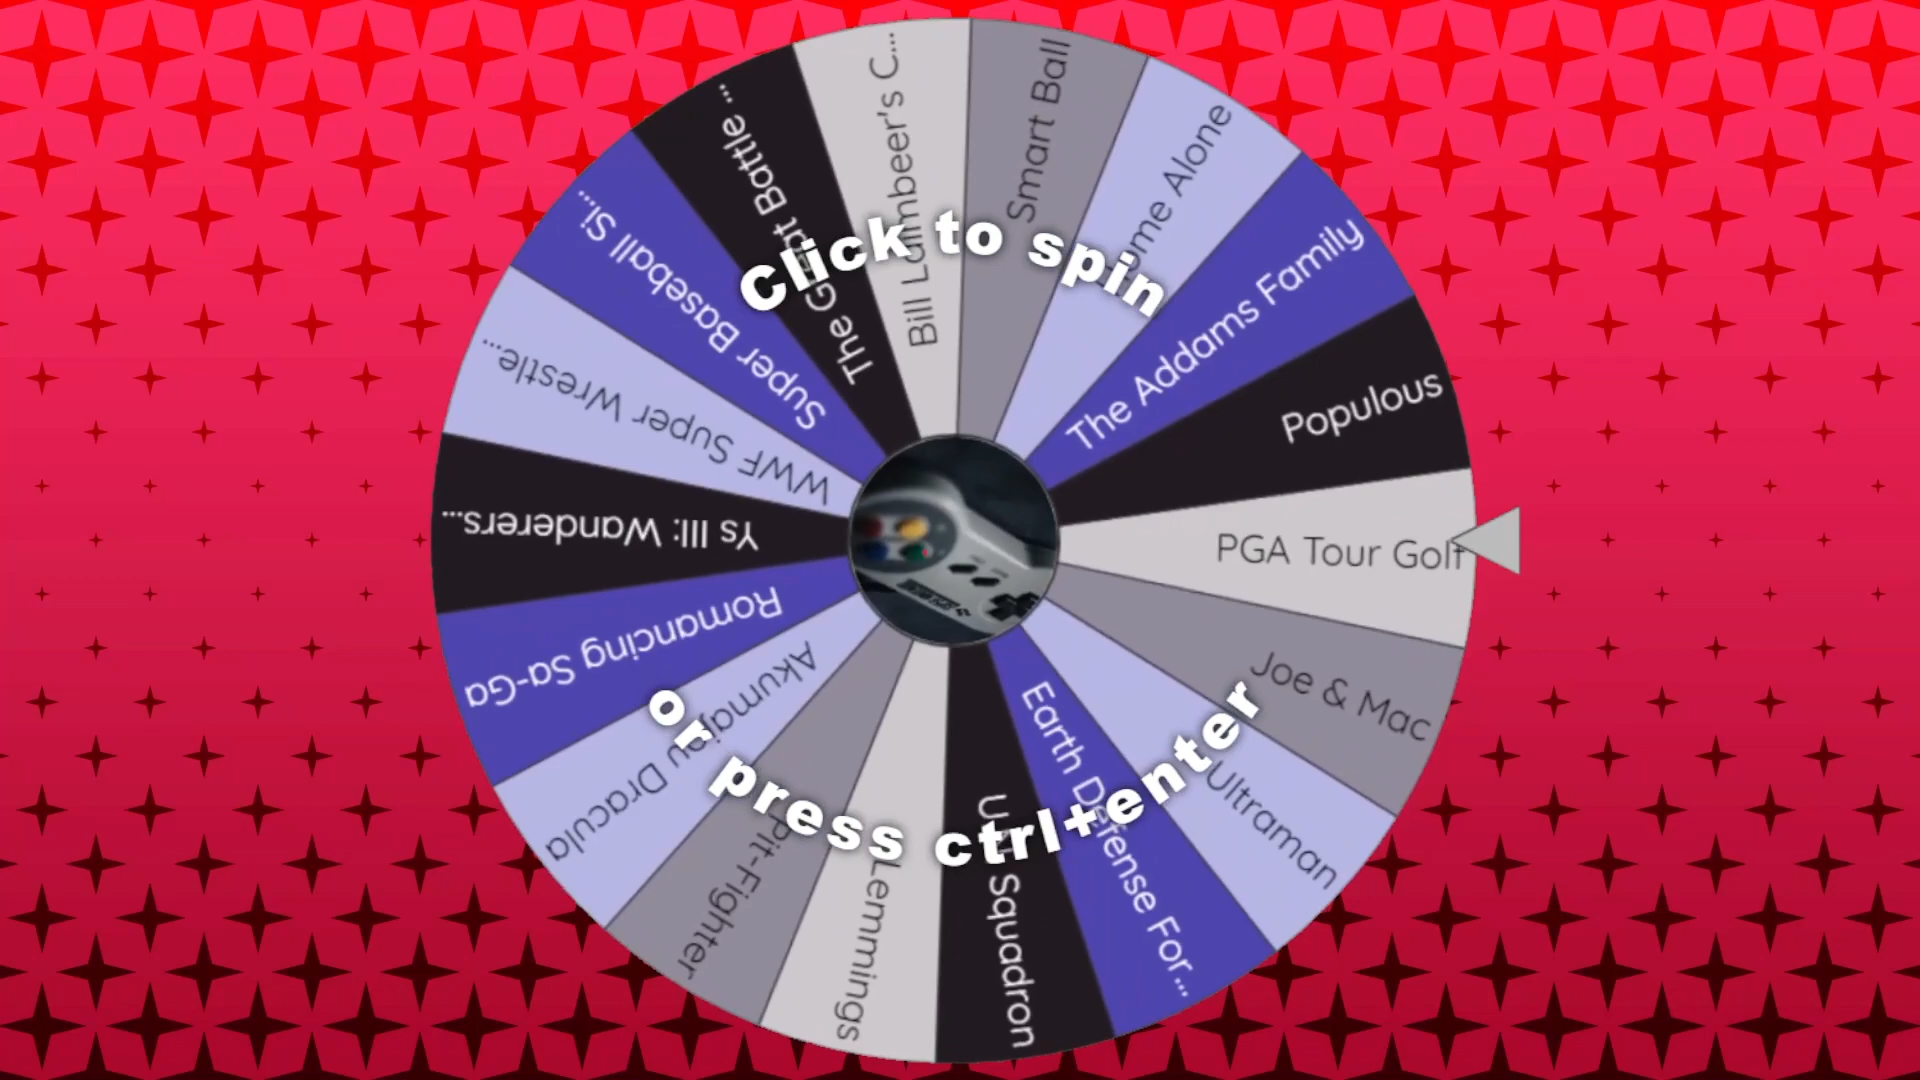 Click to spin
or press ctrl+enter
Smart Ball
Home Alone
The Addams Family
Populous
PGA Tour Golf
Joe & Mac
Ultraman
Earth Defense For...
U.N. Squadron
Lemmings
Pit-Fighter
Akumajou Dracula
Romancing Sa-Ga
Ys III: Wanderers...
WWF Super Wrestle...
Super Baseball Si...
The Great Battle ...
Bill Laimbeer's C...